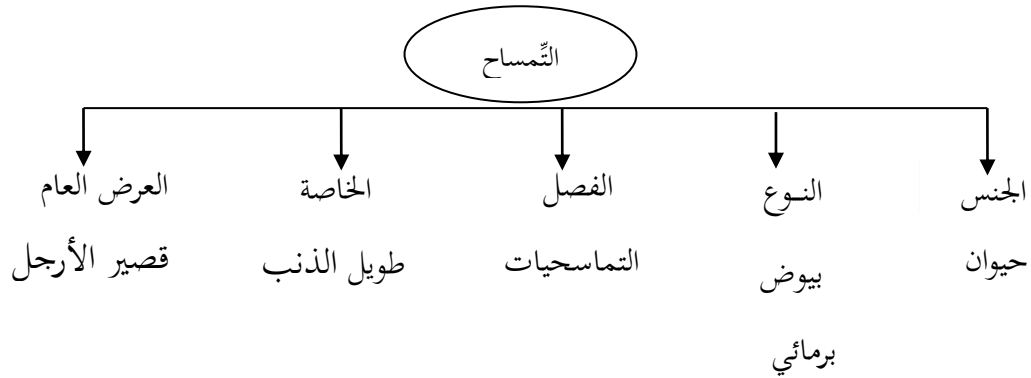 التِّمساح
الجنس النـوع الفصل الخاصة العرض العام
حيوان بيوض التماسحيات طويل الذنب قصير الأرجل
برمائي